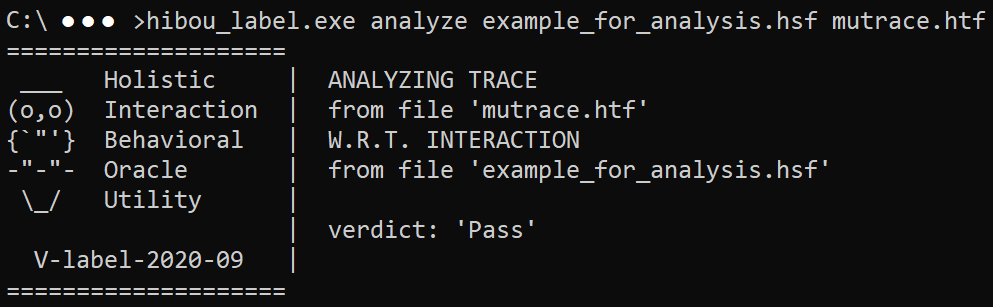 C:\ ●●● >hibou_label.exe analyze example_for_analysis.hsf mutrace.htf
====================
 ___   Holistic      |  ANALYZING TRACE
(o,o)  Interaction   |  from file 'mutrace.htf'
{`"'}  Behavioral    |  W.R.T. INTERACTION
-"-"-  Oracle        |  from file 'example_for_analysis.hsf'
 \_/   Utility       |
                     |  verdict: 'Pass'
  V-label-2020-09    |
====================